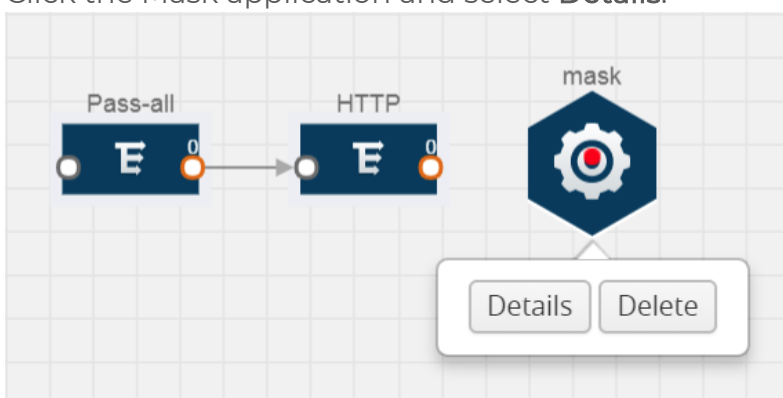 Click the Mask application and select Details.
mask
Pass-all
HTTP
0
0
Details
Delete